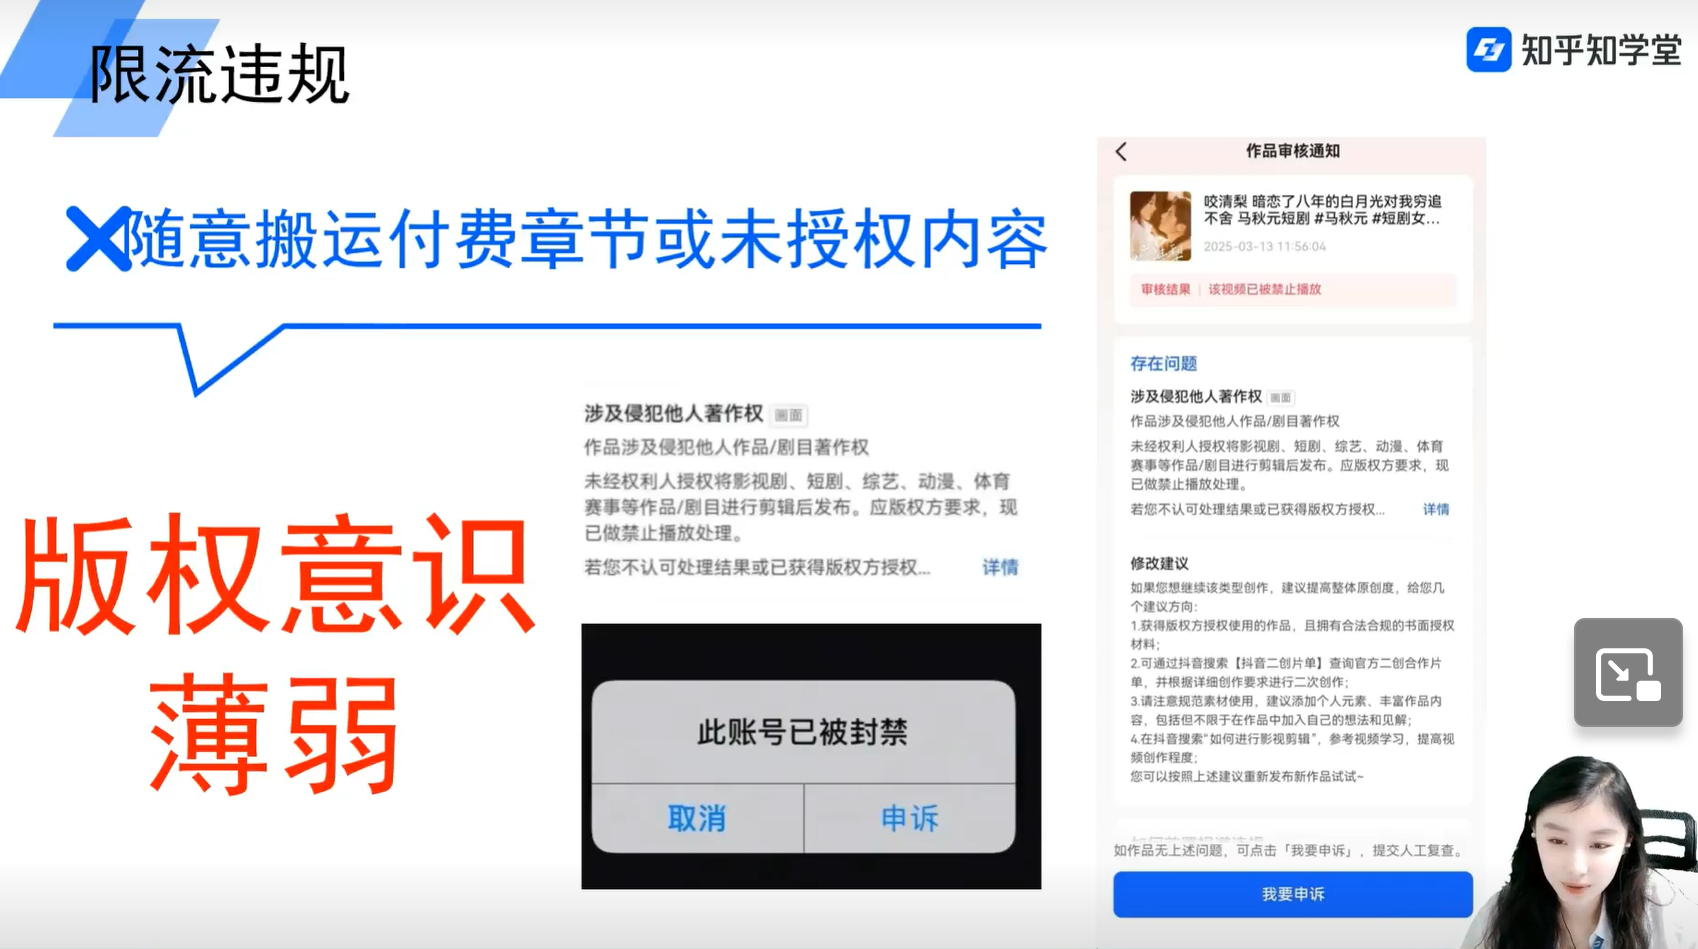 限流违规
知乎知学堂
随意搬运付费章节或未授权内容
版权意识
薄弱
涉及侵犯他人著作权 画面
作品涉及侵犯他人作品/剧目著作权
未经权利人授权将影视剧、短剧、综艺、动漫、体育
赛事等作品/剧目进行剪辑后发布。应版权方要求，现
已做禁止播放处理。
若您不认可处理结果或已获得版权方授权... 详情
此账号已被封禁
取消 申诉
作品审核通知
咬清梨 暗恋了八年的白月光对我穷追
不舍 马秋元短剧 #马秋元 #短剧女...
2025-03-13 11:56:04
审核结果 | 该视频已被禁止播放
存在问题
涉及侵犯他人著作权 画面
作品涉及侵犯他人作品/剧目著作权
未经权利人授权将影视剧、短剧、综艺、动漫、体育
赛事等作品/剧目进行剪辑后发布。应版权方要求，现
已做禁止播放处理。
若您不认可处理结果或已获得版权方授权... 详情
修改建议
如果您想继续该类型创作，建议提高整体原创度，给您几
个建议方向：
1.获得版权方授权使用的作品，且拥有合法合规的书面授权
材料；
2.可通过抖音搜索【抖音二创片单】查询官方二创合作片
单，并根据详细创作要求进行二次创作；
3.请注意规范素材使用，建议添加个人元素、丰富作品内
容，包括但不限于在作品中加入自己的想法和见解；
4.在抖音搜索“如何进行影视剪辑”，参考视频学习，提高视
频创作程度；
您可以按照上述建议重新发布新作品试试~
如作品无上述问题，可点击「我要申诉」，提交人工复查。
我要申诉